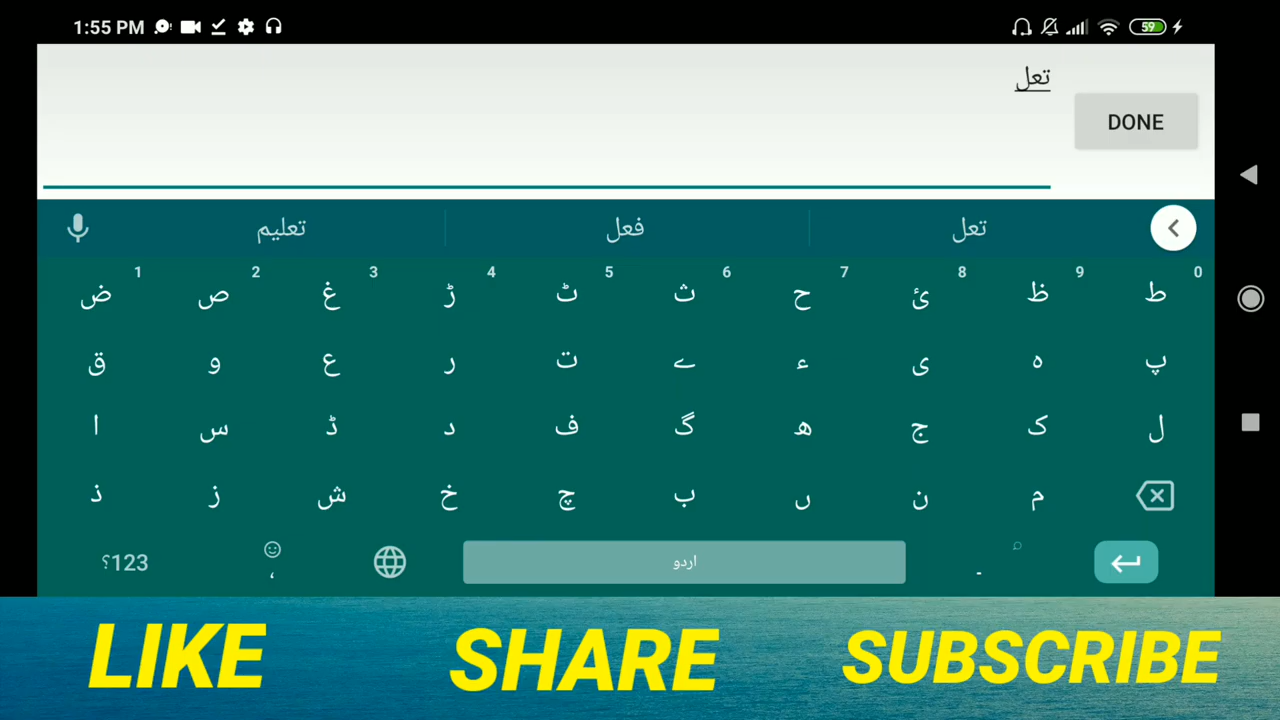 1:55 PM 59
تعل
DONE
تعلیم فعل تعل
1 2 3 4 5 6 7 8 9 0
ض ص غ ڑ ٹ ث ح ئ ظ ط
ق و ع ر ت ے ء ی ہ پ
ا س ڈ د ف گ ھ ج ک ل
ذ ز ش خ چ ب ں ن م
؟123 ، اردو ۔
LIKE SHARE SUBSCRIBE